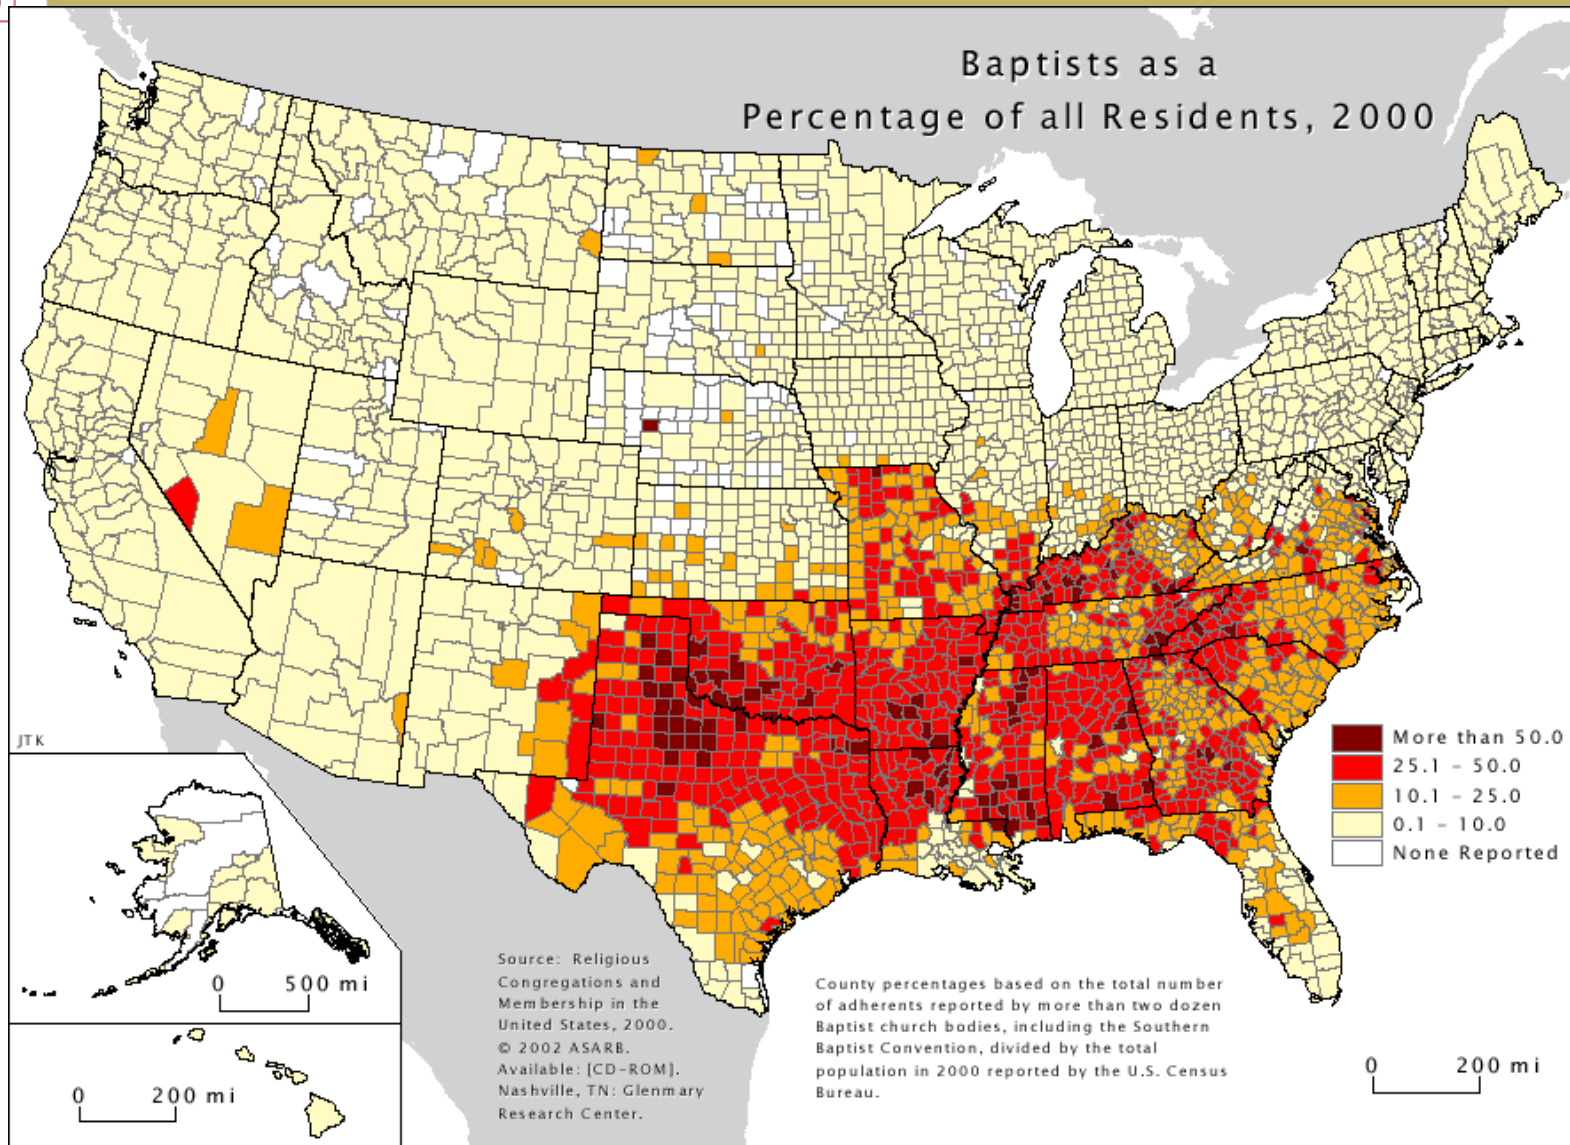 Baptists as a
Percentage of all Residents, 2000
JTK
More than 50.0
25.1 – 50.0
10.1 – 25.0
0.1 – 10.0
None Reported
0 500 mi
0 200 mi
Source: Religious
Congregations and
Membership in the
United States, 2000.
© 2002 ASARB.
Available: [CD-ROM].
Nashville, TN: Glenmary
Research Center.
County percentages based on the total number
of adherents reported by more than two dozen
Baptist church bodies, including the Southern
Baptist Convention, divided by the total
population in 2000 reported by the U.S. Census
Bureau.
0 200 mi